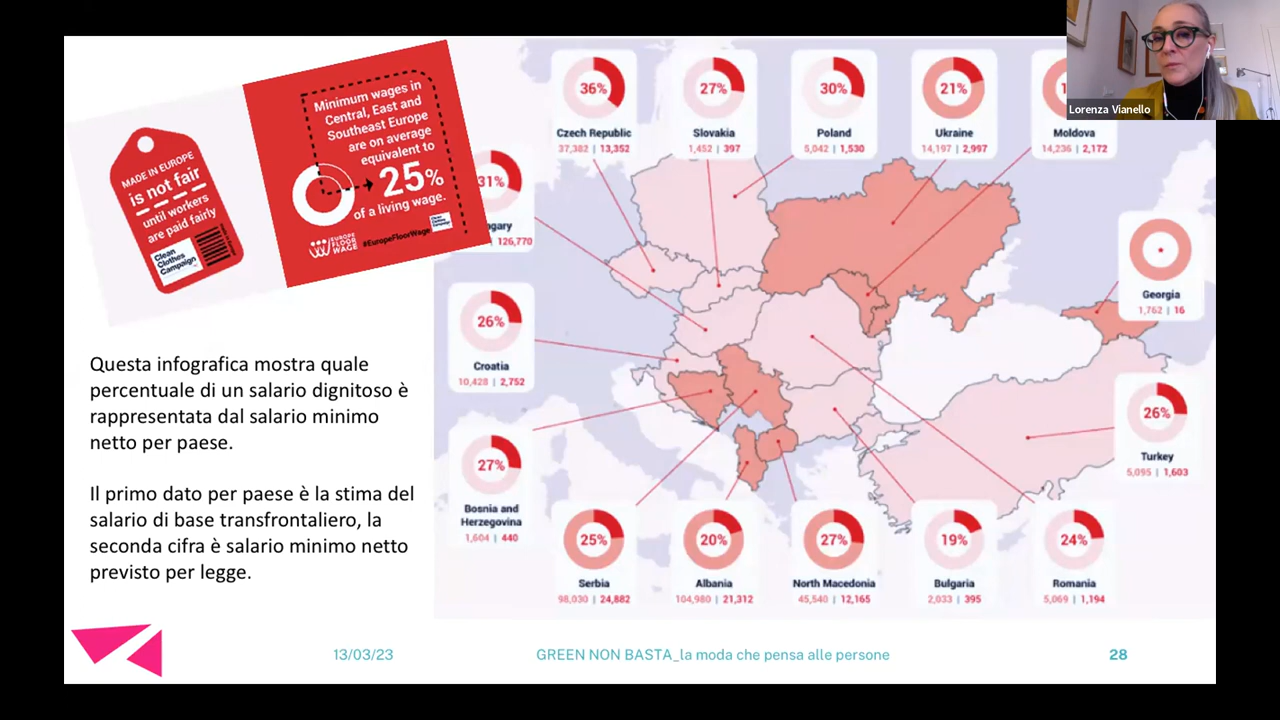 Lorenza Vianello
MADE IN EUROPE
is not fair
until workers
are paid fairly
Clean
Clothes
Campaign
Minimum wages in
Central, East and
Southeast Europe
are on average
equivalent to
25%
of a living wage.
EUROPE
FLOOR
WAGE
#EuropeFloorWage
Clean
Clothes
Campaign
36%
Czech Republic
37,382 | 13,352
27%
Slovakia
1,452 | 397
30%
Poland
5,042 | 1,530
21%
Ukraine
14,197 | 2,997
Moldova
14,236 | 2,172
31%
gary
126,770
Georgia
1,762 | 16
26%
Croatia
10,428 | 2,752
26%
Turkey
5,095 | 1,603
27%
Bosnia and
Herzegovina
1,604 | 440
25%
Serbia
98,030 | 24,882
20%
Albania
104,980 | 21,312
27%
North Macedonia
45,540 | 12,165
19%
Bulgaria
2,033 | 395
24%
Romania
5,069 | 1,194
Questa infografica mostra quale
percentuale di un salario dignitoso è
rappresentata dal salario minimo
netto per paese.
Il primo dato per paese è la stima del
salario di base transfrontaliero, la
seconda cifra è salario minimo netto
previsto per legge.
13/03/23
GREEN NON BASTA_la moda che pensa alle persone
28